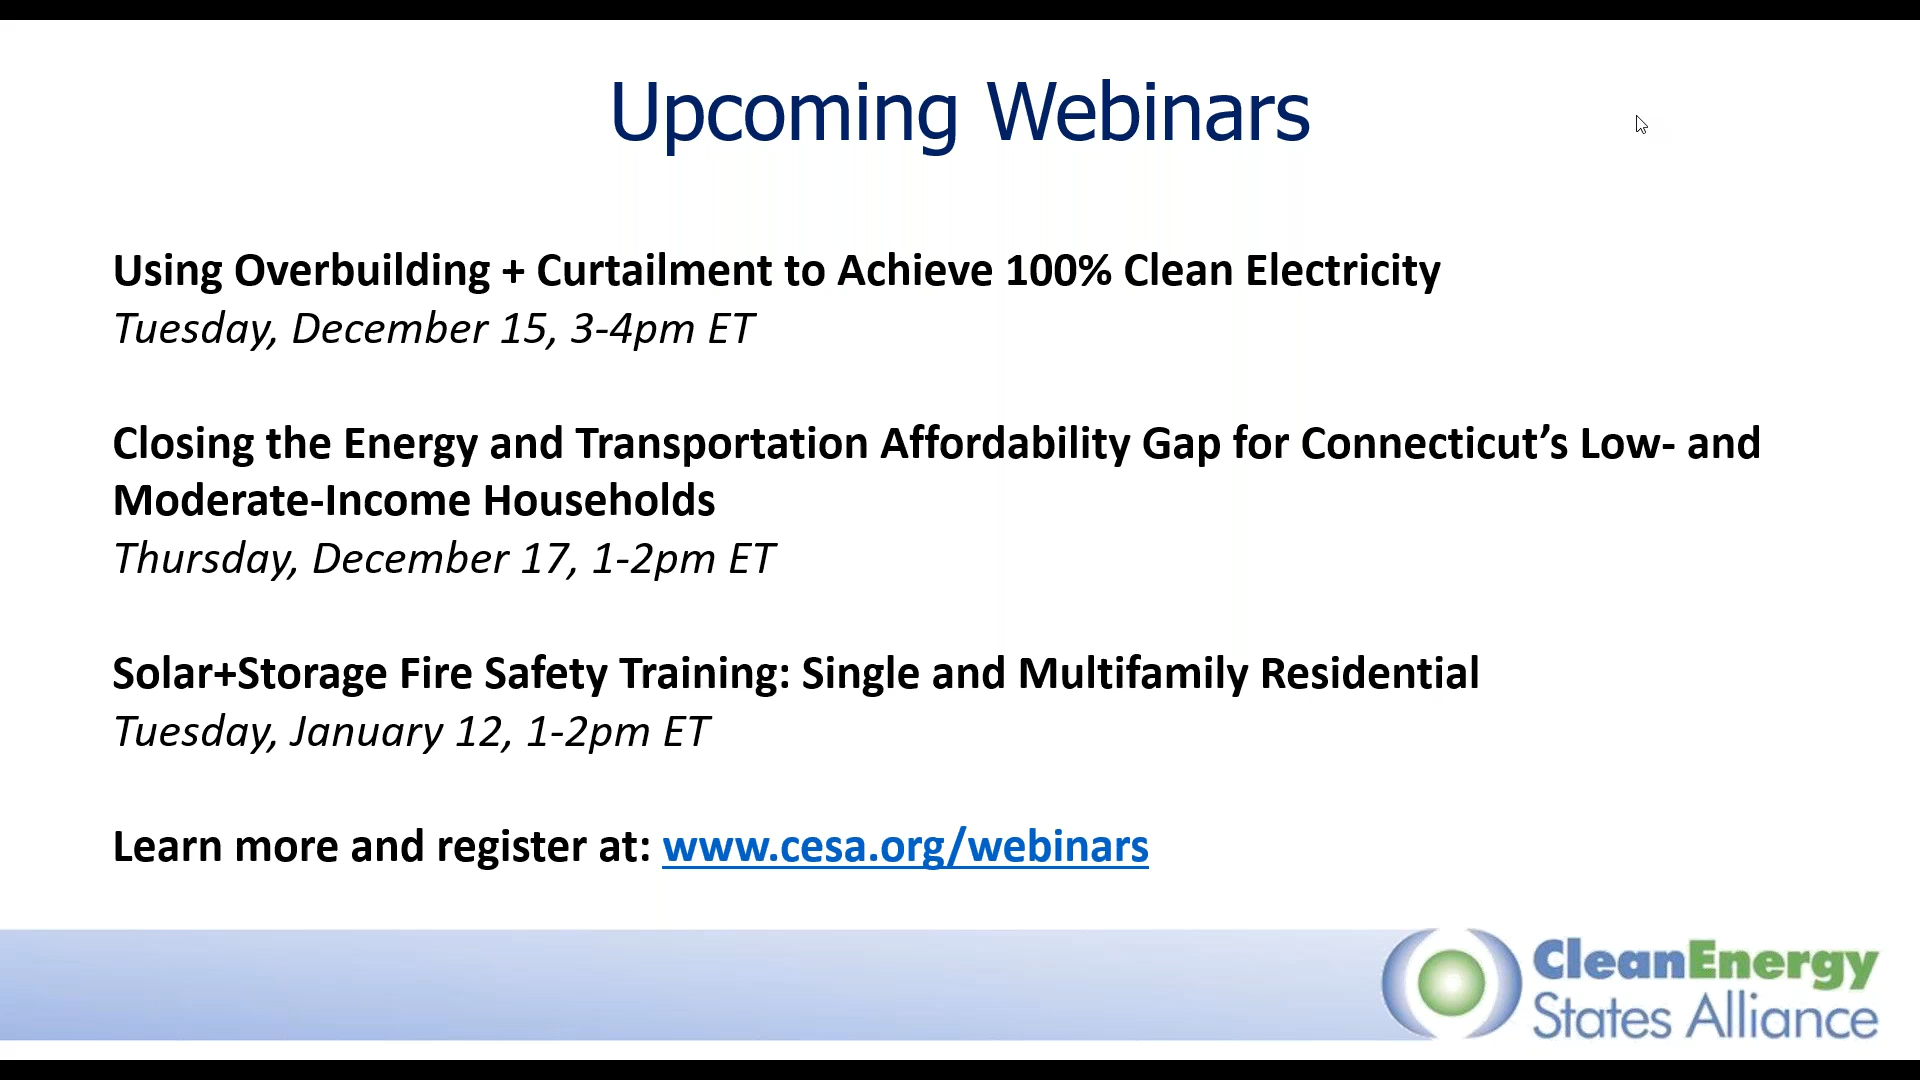 Upcoming Webinars
Using Overbuilding + Curtailment to Achieve 100% Clean Electricity
Tuesday, December 15, 3-4pm ET
Closing the Energy and Transportation Affordability Gap for Connecticut’s Low- and
Moderate-Income Households
Thursday, December 17, 1-2pm ET
Solar+Storage Fire Safety Training: Single and Multifamily Residential
Tuesday, January 12, 1-2pm ET
Learn more and register at: www.cesa.org/webinars
CleanEnergy
States Alliance